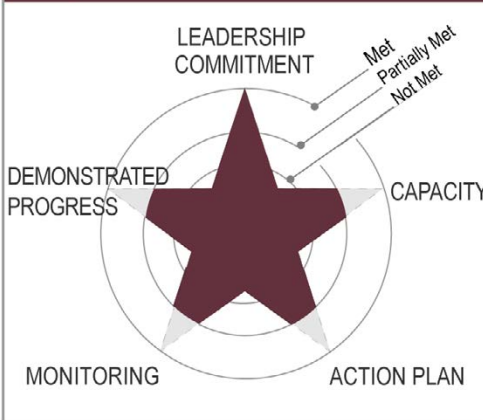 LEADERSHIP
COMMITMENT
Met
Partially Met
Not Met
DEMONSTRATED
PROGRESS
CAPACITY
MONITORING
ACTION PLAN